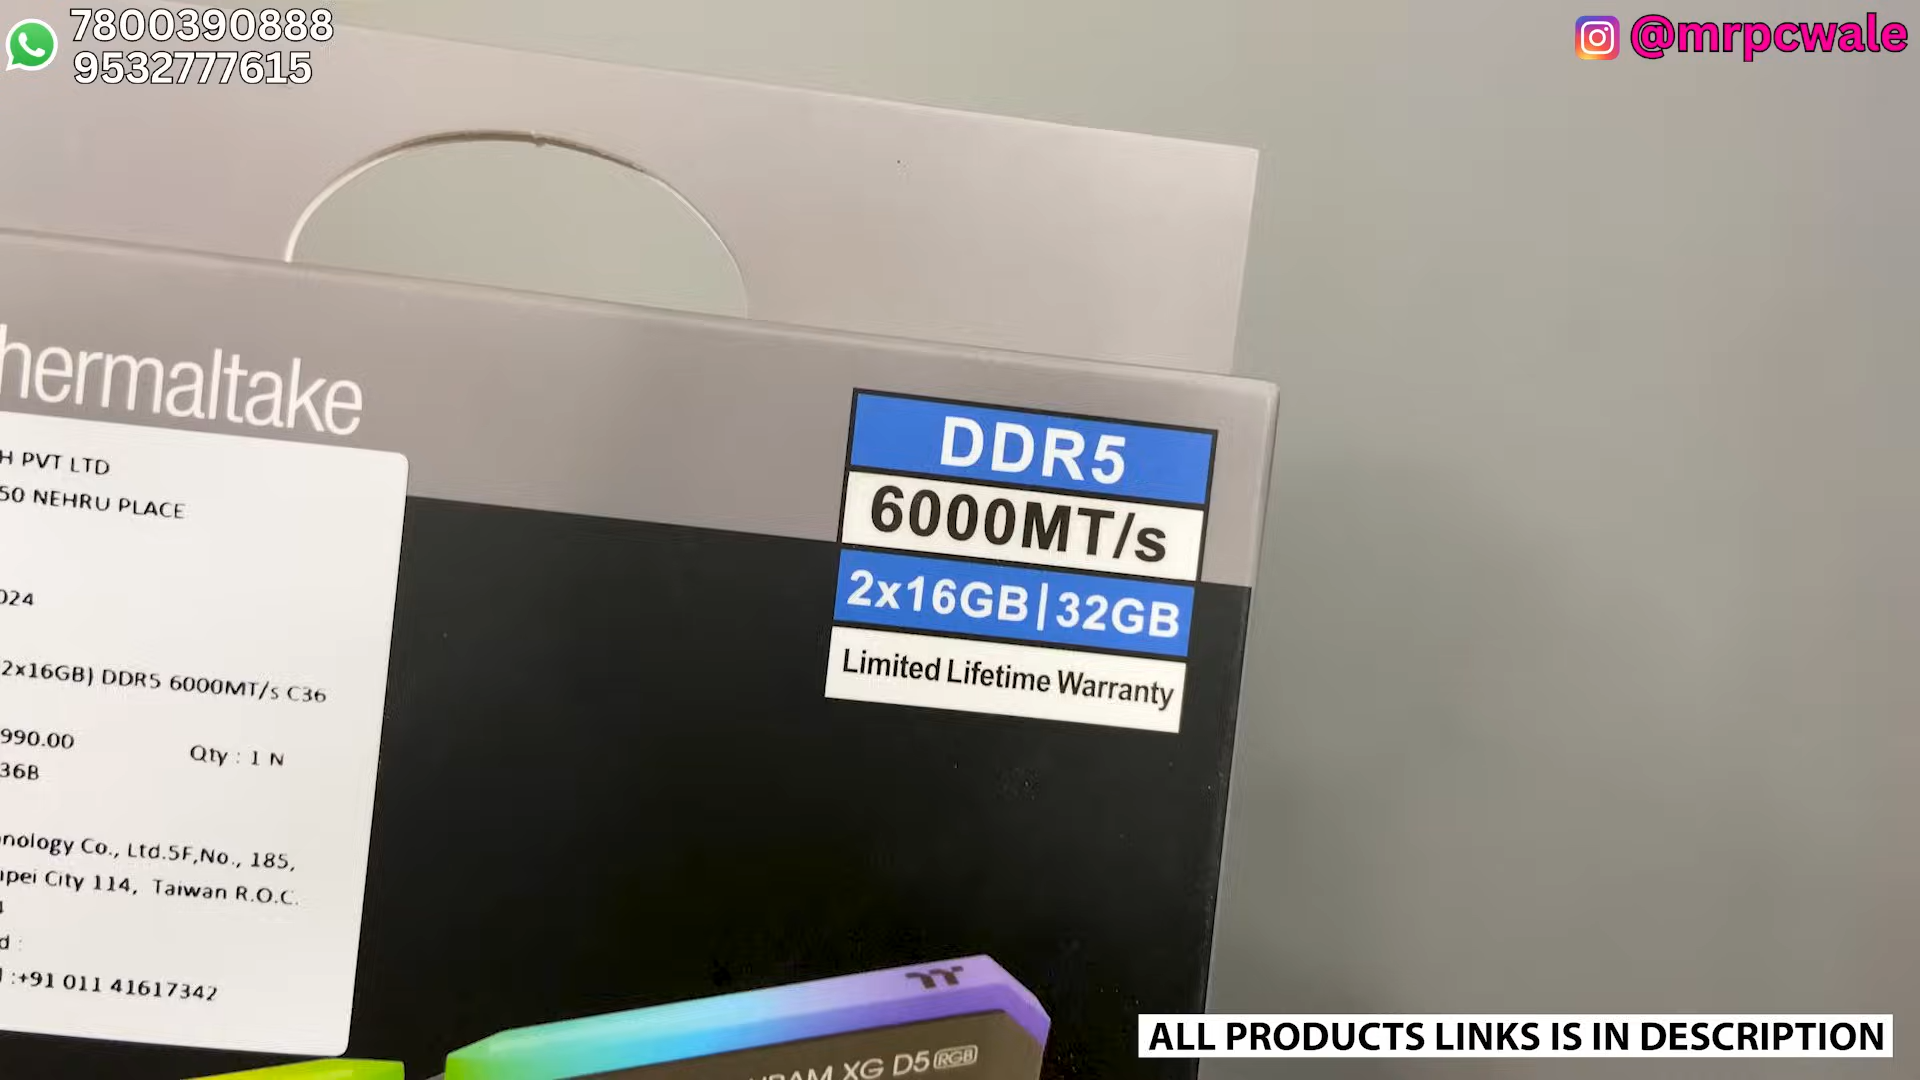 7800390888
9532777615
@mrpcwale
hermaltake
DDR5
6000MT/s
2x16GB|32GB
Limited Lifetime Warranty
H PVT LTD
50 NEHRU PLACE
024
2x16GB) DDR5 6000MT/s C36
990.00 Qty : 1 N
36B
nology Co., Ltd.5F,No., 185,
ipei City 114, Taiwan R.O.C.
d :
:+91 011 41617342
RAM XG D5 RGB
ALL PRODUCTS LINKS IS IN DESCRIPTION